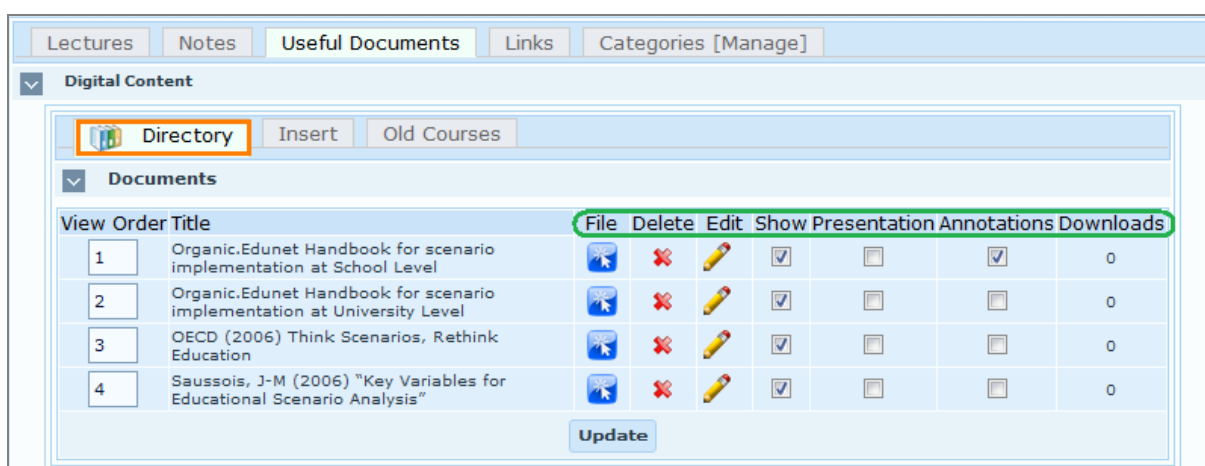 Lectures Notes Useful Documents Links Categories [Manage]
Digital Content
Directory Insert Old Courses
Documents
View Order Title File Delete Edit Show Presentation Annotations Downloads
1 Organic.Edunet Handbook for scenario
implementation at School Level 0
2 Organic.Edunet Handbook for scenario
implementation at University Level 0
3 OECD (2006) Think Scenarios, Rethink
Education 0
4 Saussois, J-M (2006) “Key Variables for
Educational Scenario Analysis” 0
Update